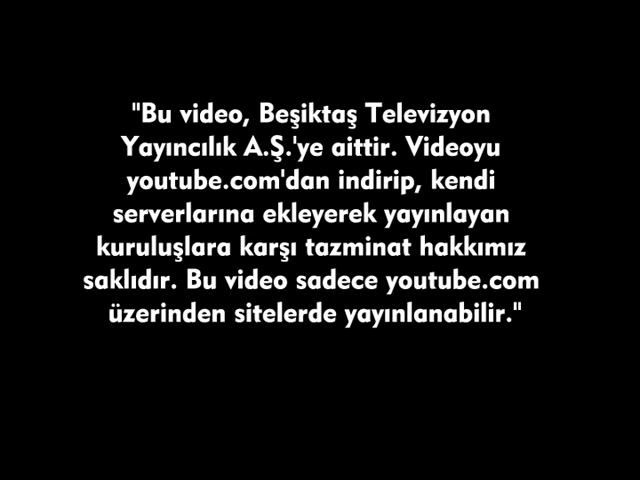 "Bu video, Beşiktaş Televizyon
Yayıncılık A.Ş.'ye aittir. Videoyu
youtube.com'dan indirip, kendi
serverlarına ekleyerek yayınlayan
kuruluşlara karşı tazminat hakkımız
saklıdır. Bu video sadece youtube.com
üzerinden sitelerde yayınlanabilir."